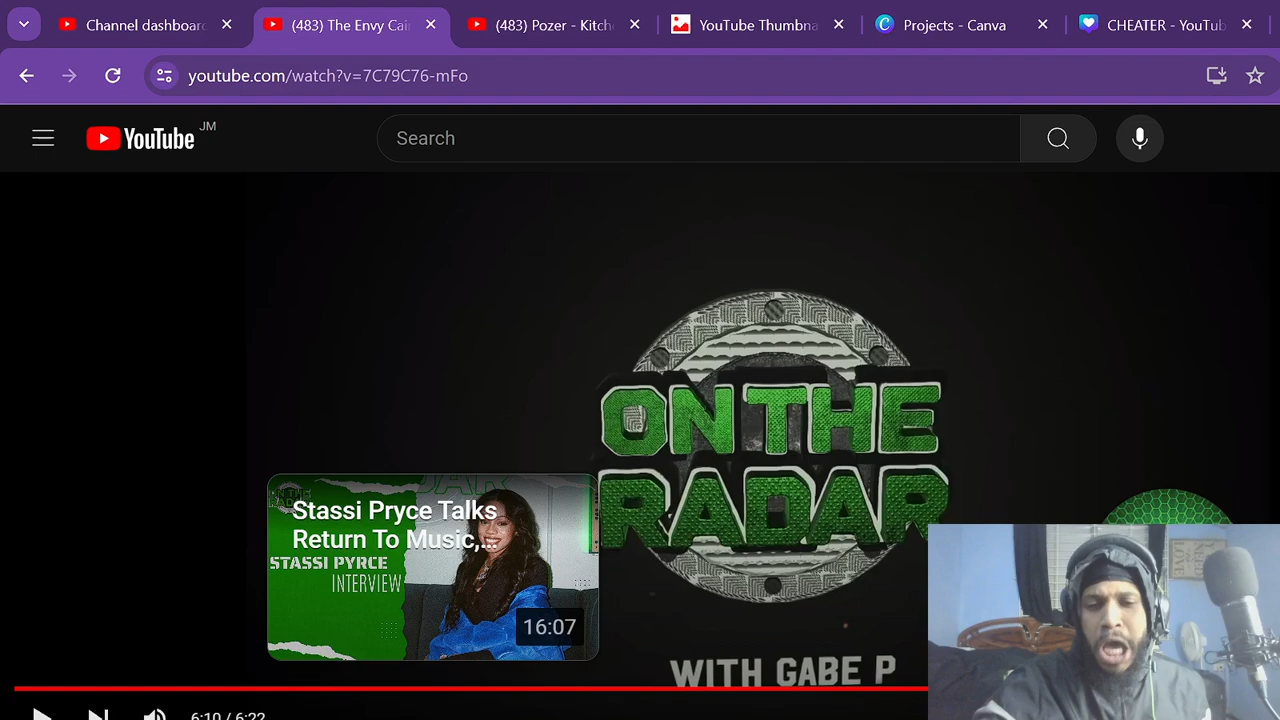 Channel dashboard
(483) The Envy Cai
(483) Pozer - Kitch
YouTube Thumbna
Projects - Canva
CHEATER - YouTub
youtube.com/watch?v=7C79C76-mFo
YouTube JM
Search
ON THE
RADAR
WITH GABE P
Stassi Pryce Talks
Return To Music,...
STASSI PYRCE
INTERVIEW
16:07
6:10 / 6:22